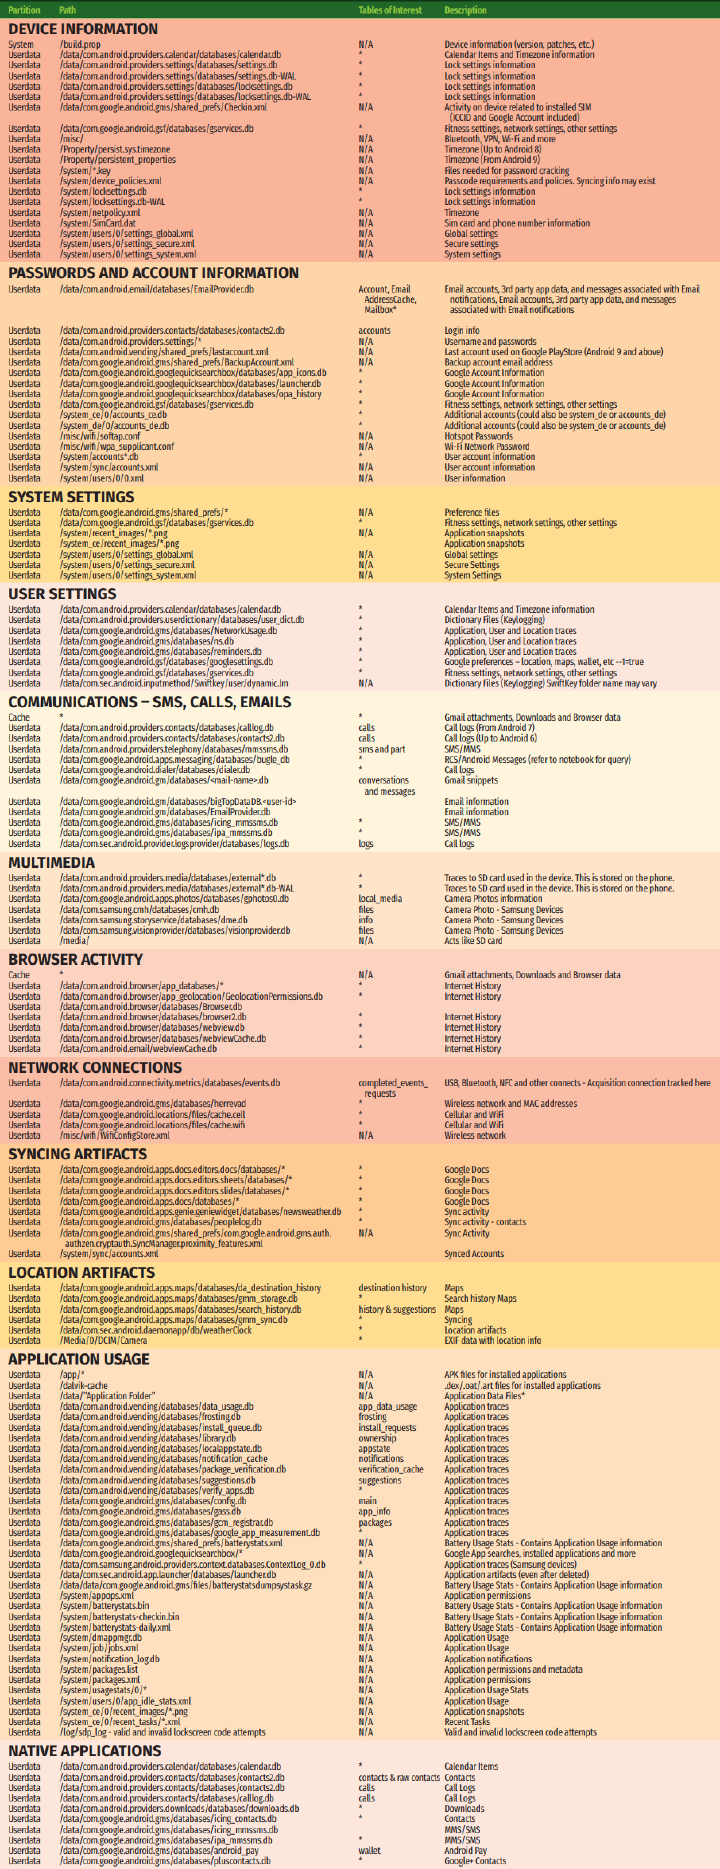 Partition Path Tables of Interest Description
DEVICE INFORMATION
System /build.prop N/A Device information (version, patches, etc.)
Userdata /data/com.android.providers.calendar/databases/calendar.db * Calendar Items and Timezone information
Userdata /data/com.android.providers.settings/databases/settings.db * Lock settings information
Userdata /data/com.android.providers.settings/databases/settings.db-WAL * Lock settings information
Userdata /data/com.android.providers.settings/databases/locksettings.db * Lock settings information
Userdata /data/com.android.providers.settings/databases/locksettings.db-WAL * Lock settings information
Userdata /data/com.google.android.gms/shared_prefs/Checkin.xml N/A Activity on device related to installed SIM
(ICCID and Google Account included)
Userdata /data/com.google.android.gsf/databases/gservices.db * Fitness settings, network settings, other settings
Userdata /misc/ N/A Bluetooth, VPN, Wi-Fi and more
Userdata /Property/persist.sys.timezone N/A Timezone (Up to Android 8)
Userdata /Property/persistent_properties N/A Timezone (From Android 9)
Userdata /system/*.key N/A Files needed for password cracking
Userdata /system/device_policies.xml N/A Passcode requirements and policies. Syncing info may exist
Userdata /system/locksettings.db * Lock settings information
Userdata /system/locksettings.db-WAL * Lock settings information
Userdata /system/netpolicy.xml N/A Timezone
Userdata /system/SimCard.dat N/A Sim card and phone number information
Userdata /system/users/0/settings_global.xml N/A Global settings
Userdata /system/users/0/settings_secure.xml N/A Secure settings
Userdata /system/users/0/settings_system.xml N/A System settings
PASSWORDS AND ACCOUNT INFORMATION
Userdata /data/com.android.email/databases/EmailProvider.db Account, Email Email accounts, 3rd party app data, and messages associated with Email
AddressCache, notifications, Email accounts, 3rd party app data, and messages
Mailbox* associated with Email notifications
Userdata /data/com.android.providers.contacts/databases/contacts2.db accounts Login info
Userdata /data/com.android.providers.settings/* N/A Username and passwords
Userdata /data/com.android.vending/shared_prefs/lastaccount.xml N/A Last account used on Google PlayStore (Android 9 and above)
Userdata /data/com.google.android.gms/shared_prefs/BackupAccount.xml N/A Backup account email address
Userdata /data/com.google.android.googlequicksearchbox/databases/app_icons.db * Google Account Information
Userdata /data/com.google.android.googlequicksearchbox/databases/launcher.db * Google Account Information
Userdata /data/com.google.android.googlequicksearchbox/databases/opa_history * Google Account Information
Userdata /data/com.google.android.gsf/databases/gservices.db * Fitness settings, network settings, other settings
Userdata /system_ce/0/accounts_ce.db * Additional accounts (could also be system_de or accounts_de)
Userdata /system_de/0/accounts_de.db * Additional accounts (could also be system_de or accounts_de)
Userdata /misc/wifi/softap.conf N/A Hotspot Passwords
Userdata /misc/wifi/wpa_supplicant.conf N/A Wi-Fi Network Password
Userdata /system/accounts*.db * User account information
Userdata /system/sync/accounts.xml N/A User account information
Userdata /system/users/0/0.xml N/A User information
SYSTEM SETTINGS
Userdata /data/com.google.android.gms/shared_prefs/* N/A Preference files
Userdata /data/com.google.android.gsf/databases/gservices.db * Fitness settings, network settings, other settings
Userdata /system/recent_images/*.png N/A Application snapshots
Userdata /system_ce/recent_images/*.png Application snapshots
Userdata /system/users/0/settings_global.xml N/A Global settings
Userdata /system/users/0/settings_secure.xml N/A Secure Settings
Userdata /system/users/0/settings_system.xml N/A System Settings
USER SETTINGS
Userdata /data/com.android.providers.calendar/databases/calendar.db * Calendar Items and Timezone information
Userdata /data/com.android.providers.userdictionary/databases/user_dict.db * Dictionary Files (Keylogging)
Userdata /data/com.google.android.gms/databases/NetworkUsage.db * Application, User and Location traces
Userdata /data/com.google.android.gms/databases/ns.db * Application, User and Location traces
Userdata /data/com.google.android.gms/databases/reminders.db * Application, User and Location traces
Userdata /data/com.google.android.gsf/databases/googlesettings.db * Google preferences – location, maps, wallet, etc --1=true
Userdata /data/com.google.android.gsf/databases/gservices.db * Fitness settings, network settings, other settings
Userdata /data/com.sec.android.inputmethod/Swiftkey/user/dynamic.lm N/A Dictionary Files (Keylogging) SwiftKey folder name may vary
COMMUNICATIONS – SMS, CALLS, EMAILS
Cache * * Gmail attachments, Downloads and Browser data
Userdata /data/com.android.providers.contacts/databases/calllog.db calls Call logs (From Android 7)
Userdata /data/com.android.providers.contacts/databases/contacts2.db calls Call logs (Up to Android 6)
Userdata /data/com.android.providers.telephony/databases/mmssms.db sms and part SMS/MMS
Userdata /data/com.google.android.apps.messaging/databases/bugle_db * RCS/Android Messages (refer to notebook for query)
Userdata /data/com.google.android.dialer/databases/dialer.db * Call logs
Userdata /data/com.google.android.gm/databases/<mail-name>.db conversations Gmail snippets
and messages
Userdata /data/com.google.android.gm/databases/bigTopDataDB.<user-id> Email information
Userdata /data/com.google.android.gm/databases/EmailProvider.db Email information
Userdata /data/com.google.android.gms/databases/icing_mmssms.db * SMS/MMS
Userdata /data/com.google.android.gms/databases/ipa_mmssms.db * SMS/MMS
Userdata /data/com.sec.android.provider.logsprovider/databases/logs.db logs Call logs
MULTIMEDIA
Userdata /data/com.android.providers.media/databases/external*.db * Traces to SD card used in the device. This is stored on the phone.
Userdata /data/com.android.providers.media/databases/external*.db-WAL * Traces to SD card used in the device. This is stored on the phone.
Userdata /data/com.google.android.apps.photos/databases/gphotos0.db local_media Camera Photos information
Userdata /data/com.samsung.cmh/databases/cmh.db files Camera Photo - Samsung Devices
Userdata /data/com.samsung.storyservice/databases/dme.db info Camera Photo - Samsung Devices
Userdata /data/com.samsung.visionprovider/databases/visionprovider.db files Camera Photo - Samsung Devices
Userdata /media/ N/A Acts like SD card
BROWSER ACTIVITY
Cache * N/A Gmail attachments, Downloads and Browser data
Userdata /data/com.android.browser/app_databases/* * Internet History
Userdata /data/com.android.browser/app_geolocation/GeolocationPermissions.db * Internet History
Userdata /data/com.android.browser/databases/Browser.db
Userdata /data/com.android.browser/databases/browser2.db * Internet History
Userdata /data/com.android.browser/databases/webview.db * Internet History
Userdata /data/com.android.browser/databases/webviewCache.db * Internet History
Userdata /data/com.android.email/webviewCache.db * Internet History
NETWORK CONNECTIONS
Userdata /data/com.android.connectivity.metrics/databases/events.db completed_events_ USB, Bluetooth, NFC and other connects - Acquisition connection tracked here
requests
Userdata /data/com.google.android.gms/databases/herrevad * Wireless network and MAC addresses
Userdata /data/com.google.android.locations/files/cache.cell * Cellular and WiFi
Userdata /data/com.google.android.locations/files/cache.wifi * Cellular and WiFi
Userdata /misc/wifi/WifiConfigStore.xml N/A Wireless network
SYNCING ARTIFACTS
Userdata /data/com.google.android.apps.docs.editors.docs/databases/* * Google Docs
Userdata /data/com.google.android.apps.docs.editors.sheets/databases/* * Google Docs
Userdata /data/com.google.android.apps.docs.editors.slides/databases/* * Google Docs
Userdata /data/com.google.android.apps.docs/databases/* * Google Docs
Userdata /data/com.google.android.apps.genie.geniewidget/databases/newsweather.db * Sync activity
Userdata /data/com.google.android.gms/databases/peoplelog.db * Sync activity - contacts
Userdata /data/com.google.android.gms/shared_prefs/com.google.android.gms.auth. N/A Sync Activity
authzen.cryptauth.SyncManager.proximity_features.xml
Userdata /system/sync/accounts.xml Synced Accounts
LOCATION ARTIFACTS
Userdata /data/com.google.android.apps.maps/databases/da_destination_history destination history Maps
Userdata /data/com.google.android.apps.maps/databases/gmm_storage.db * Search history Maps
Userdata /data/com.google.android.apps.maps/databases/search_history.db history & suggestions Maps
Userdata /data/com.google.android.apps.maps/databases/gmm_sync.db * Syncing
Userdata /data/com.sec.android.daemonapp/db/weatherClock * Location artifacts
Userdata /Media/0/DCIM/Camera * EXIF data with location info
APPLICATION USAGE
Userdata /app/* N/A APK files for installed applications
Userdata /dalvik-cache N/A .dex/.oat/.art files for installed applications
Userdata /data/"Application Folder" N/A Application Data Files*
Userdata /data/com.android.vending/databases/data_usage.db app_data_usage Application traces
Userdata /data/com.android.vending/databases/frosting.db frosting Application traces
Userdata /data/com.android.vending/databases/install_queue.db install_requests Application traces
Userdata /data/com.android.vending/databases/library.db ownership Application traces
Userdata /data/com.android.vending/databases/localappstate.db appstate Application traces
Userdata /data/com.android.vending/databases/notification_cache notifications Application traces
Userdata /data/com.android.vending/databases/package_verification.db verification_cache Application traces
Userdata /data/com.android.vending/databases/suggestions.db suggestions Application traces
Userdata /data/com.android.vending/databases/verify_apps.db * Application traces
Userdata /data/com.google.android.gms/databases/config.db main Application traces
Userdata /data/com.google.android.gms/databases/gass.db app_info Application traces
Userdata /data/com.google.android.gms/databases/gcm_registrar.db packages Application traces
Userdata /data/com.google.android.gms/databases/google_app_measurement.db * Application traces
Userdata /data/com.google.android.gms/shared_prefs/batterystats.xml N/A Battery Usage Stats - Contains Application Usage information
Userdata /data/com.google.android.googlequicksearchbox/* N/A Google App searches, installed applications and more
Userdata /data/com.samsung.android.providers.context.databases.ContextLog_0.db * Application traces (Samsung devices)
Userdata /data/com.sec.android.app.launcher/databases/launcher.db N/A Application artifacts (even after deleted)
Userdata /data/data/com.google.android.gms/files/batterystatsdumpsystask.gz N/A Battery Usage Stats - Contains Application Usage information
Userdata /system/appops.xml N/A Application permissions
Userdata /system/batterystats.bin N/A Battery Usage Stats - Contains Application Usage information
Userdata /system/batterystats-checkin.bin N/A Battery Usage Stats - Contains Application Usage information
Userdata /system/batterystats-daily.xml N/A Battery Usage Stats - Contains Application Usage information
Userdata /system/dmappmgr.db N/A Application Usage
Userdata /system/job/jobs.xml N/A Application Usage
Userdata /system/notification_log.db N/A Application notifications
Userdata /system/packages.list N/A Application permissions and metadata
Userdata /system/packages.xml N/A Application permissions
Userdata /system/usagestats/0/* N/A Application Usage Stats
Userdata /system/users/0/app_idle_stats.xml N/A Application Usage
Userdata /system_ce/0/recent_images/*.png N/A Application snapshots
Userdata /system_ce/0/recent_tasks/*.xml N/A Recent Tasks
Userdata /log/sdp_log - valid and invalid lockscreen code attempts N/A Valid and invalid lockscreen code attempts
NATIVE APPLICATIONS
Userdata /data/com.android.providers.calendar/databases/calendar.db * Calendar Items
Userdata /data/com.android.providers.contacts/databases/contacts2.db contacts & raw contacts Contacts
Userdata /data/com.android.providers.contacts/databases/contacts2.db calls Call Logs
Userdata /data/com.android.providers.contacts/databases/calllog.db calls Call Logs
Userdata /data/com.android.providers.downloads/databases/downloads.db * Downloads
Userdata /data/com.google.android.gms/databases/icing_contacts.db * Contacts
Userdata /data/com.google.android.gms/databases/icing_mmssms.db MMS/SMS
Userdata /data/com.google.android.gms/databases/ipa_mmssms.db * MMS/SMS
Userdata /data/com.google.android.gms/databases/android_pay wallet Android Pay
Userdata /data/com.google.android.gms/databases/pluscontacts.db * Google+ Contacts